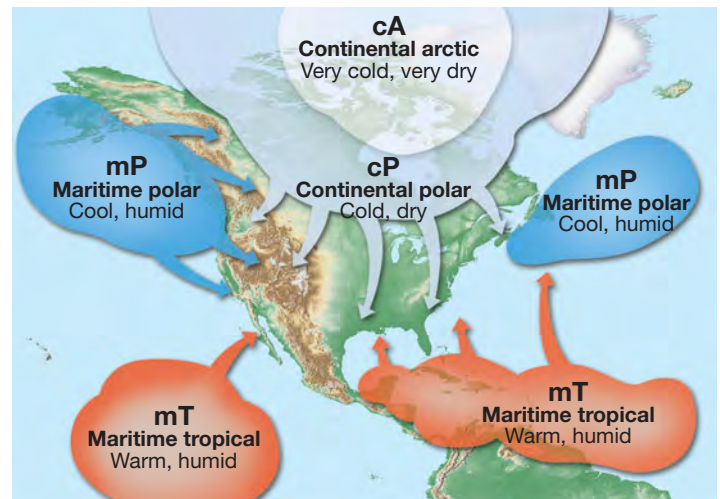 cA
Continental arctic
Very cold, very dry
mP
Maritime polar
Cool, humid
cP
Continental polar
Cold, dry
mP
Maritime polar
Cool, humid
mT
Maritime tropical
Warm, humid
mT
Maritime tropical
Warm, humid